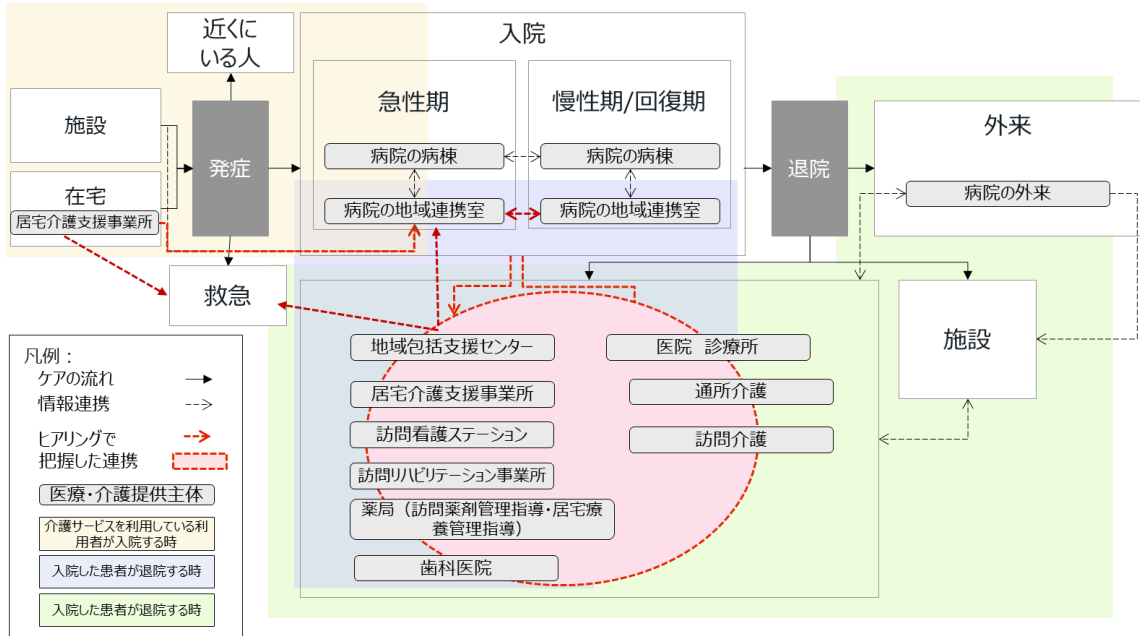 近くに
いる人
入院
急性期
慢性期/回復期
施設
発症
病院の病棟
病院の病棟
退院
外来
在宅
居宅介護支援事業所
病院の地域連携室
病院の地域連携室
病院の外来
救急
施設
地域包括支援センター
医院 診療所
居宅介護支援事業所
通所介護
訪問看護ステーション
訪問介護
訪問リハビリテーション事業所
薬局(訪問薬剤管理指導・居宅療
養管理指導)
歯科医院
凡例:
ケアの流れ
情報連携
ヒアリングで
把握した連携
医療・介護提供主体
介護サービスを利用している利
用者が入院する時
入院した患者が退院する時
入院した患者が退院する時